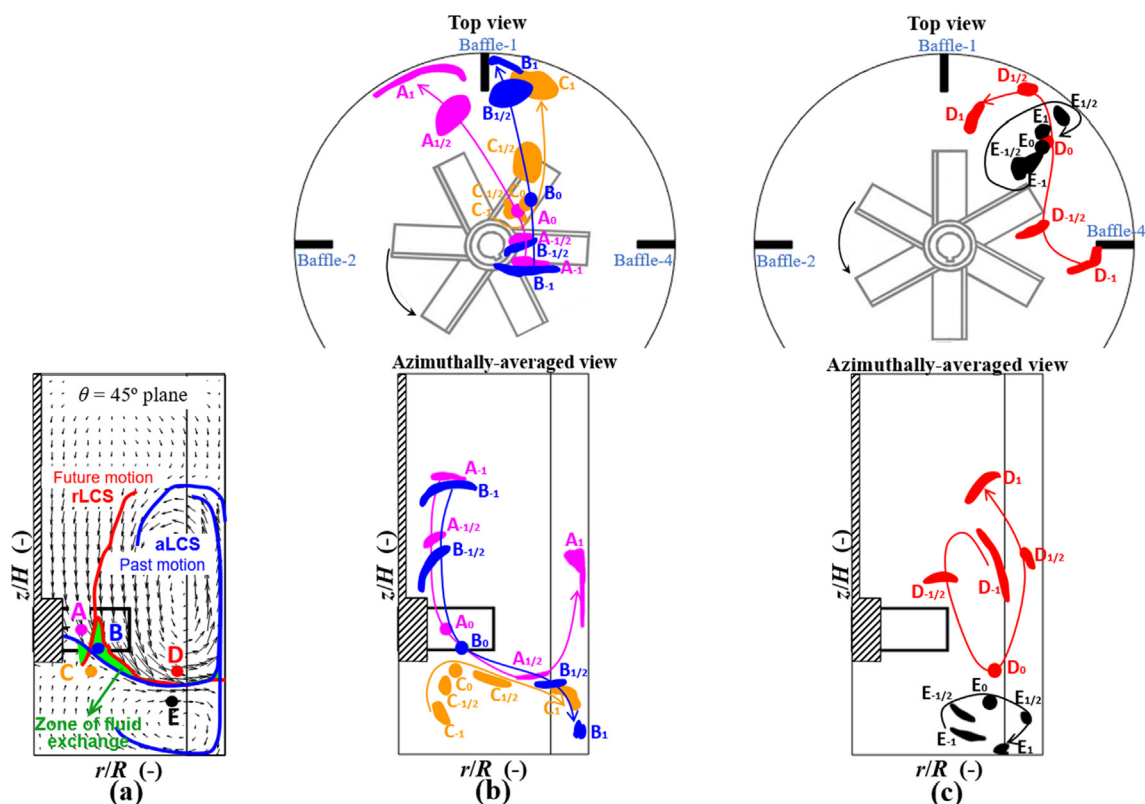 Top view
Baffle-1
B1
A1
C1
B1/2
A1/2
C1/2
C-1/2
C0
B0
C-1
A0
A-1/2
B-1/2
A-1
B-1
Baffle-2
Baffle-4
Top view
Baffle-1
D1/2
D1
E1/2
E1
E0
D0
E-1/2
E-1
D-1/2
Baffle-4
Baffle-2
D-1
θ = 45º plane
Future motion
rLCS
aLCS
Past motion
A
B
C
D
E
Zone of fluid
exchange
z/H (-)
r/R (-)
(a)
Azimuthally-averaged view
A-1
B-1
A-1/2
B-1/2
A1
A0
B0
A1/2
B1/2
C0
C1/2
C1
C-1/2
C-1
B1
z/H (-)
r/R (-)
(b)
Azimuthally-averaged view
D1
D1/2
D-1/2
D-1
D0
E-1/2
E0
E1/2
E-1
E1
z/H (-)
r/R (-)
(c)